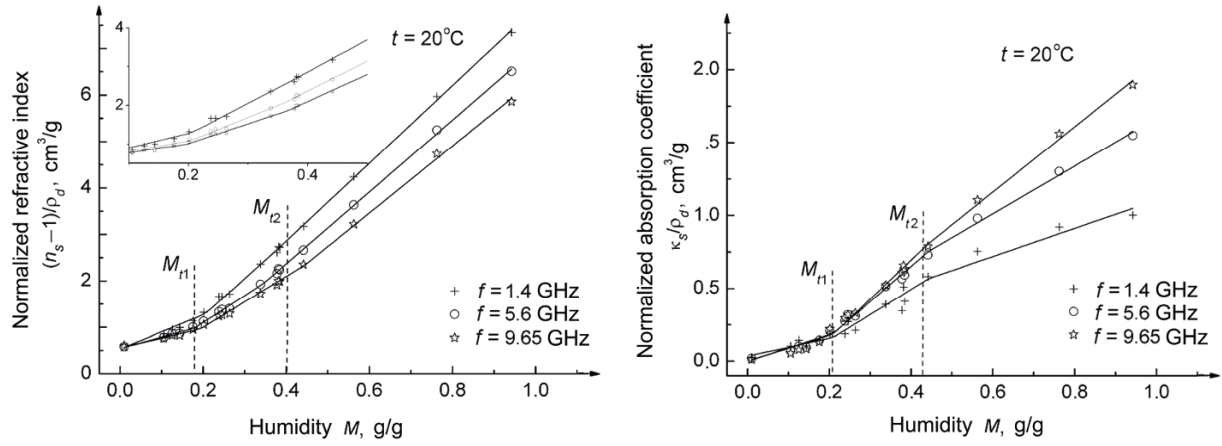 4
2
0.2
0.4
t = 20°C
M_t1
M_t2
Normalized refractive index
(n_s – 1)/ρ_d, cm³/g
6
4
2
0
0.0
0.2
0.4
0.6
0.8
1.0
Humidity M, g/g
+ f = 1.4 GHz
○ f = 5.6 GHz
☆ f = 9.65 GHz
t = 20°C
M_t1
M_t2
Normalized absorption coefficient
κ_s/ρ_d, cm³/g
2.0
.5
1.0
0.5
0.0
0.0
0.2
0.4
0.6
0.8
1.0
Humidity M, g/g
+ f = 1.4 GHz
○ f = 5.6 GHz
☆ f = 9.65 GHz